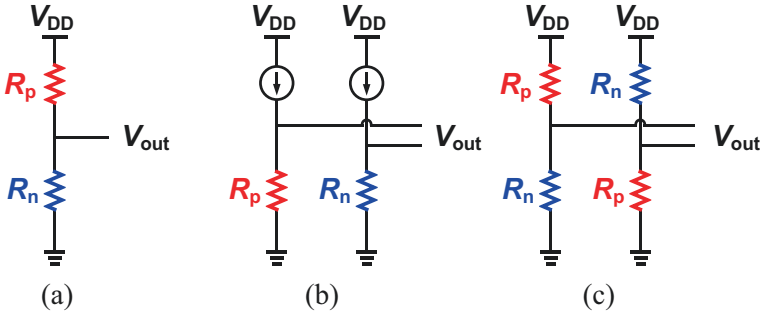 VDD
Rp
Vout
Rn
(a)
VDD VDD
Vout
Rp Rn
(b)
VDD VDD
Rp Rn
Vout
Rn Rp
(c)